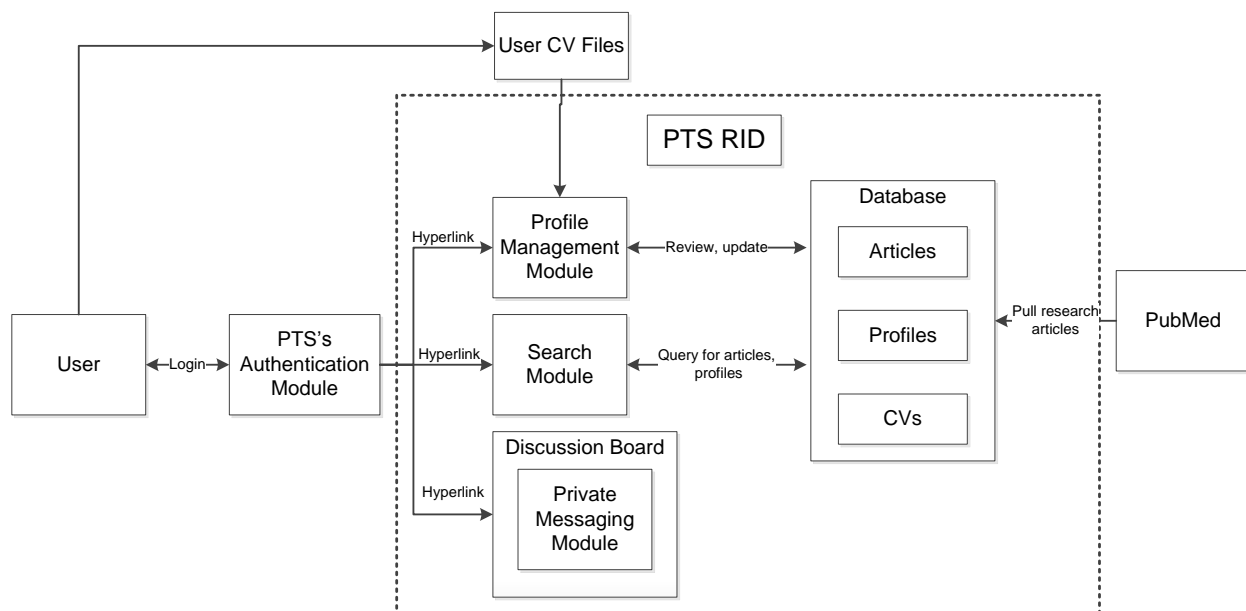 User CV Files
PTS RID
Profile
Management
Module
Hyperlink
Review, update
Database
Articles
Profiles
CVs
Pull research
articles
PubMed
User
Login
PTS's
Authentication
Module
Hyperlink
Search
Module
Query for articles,
profiles
Discussion Board
Hyperlink
Private
Messaging
Module